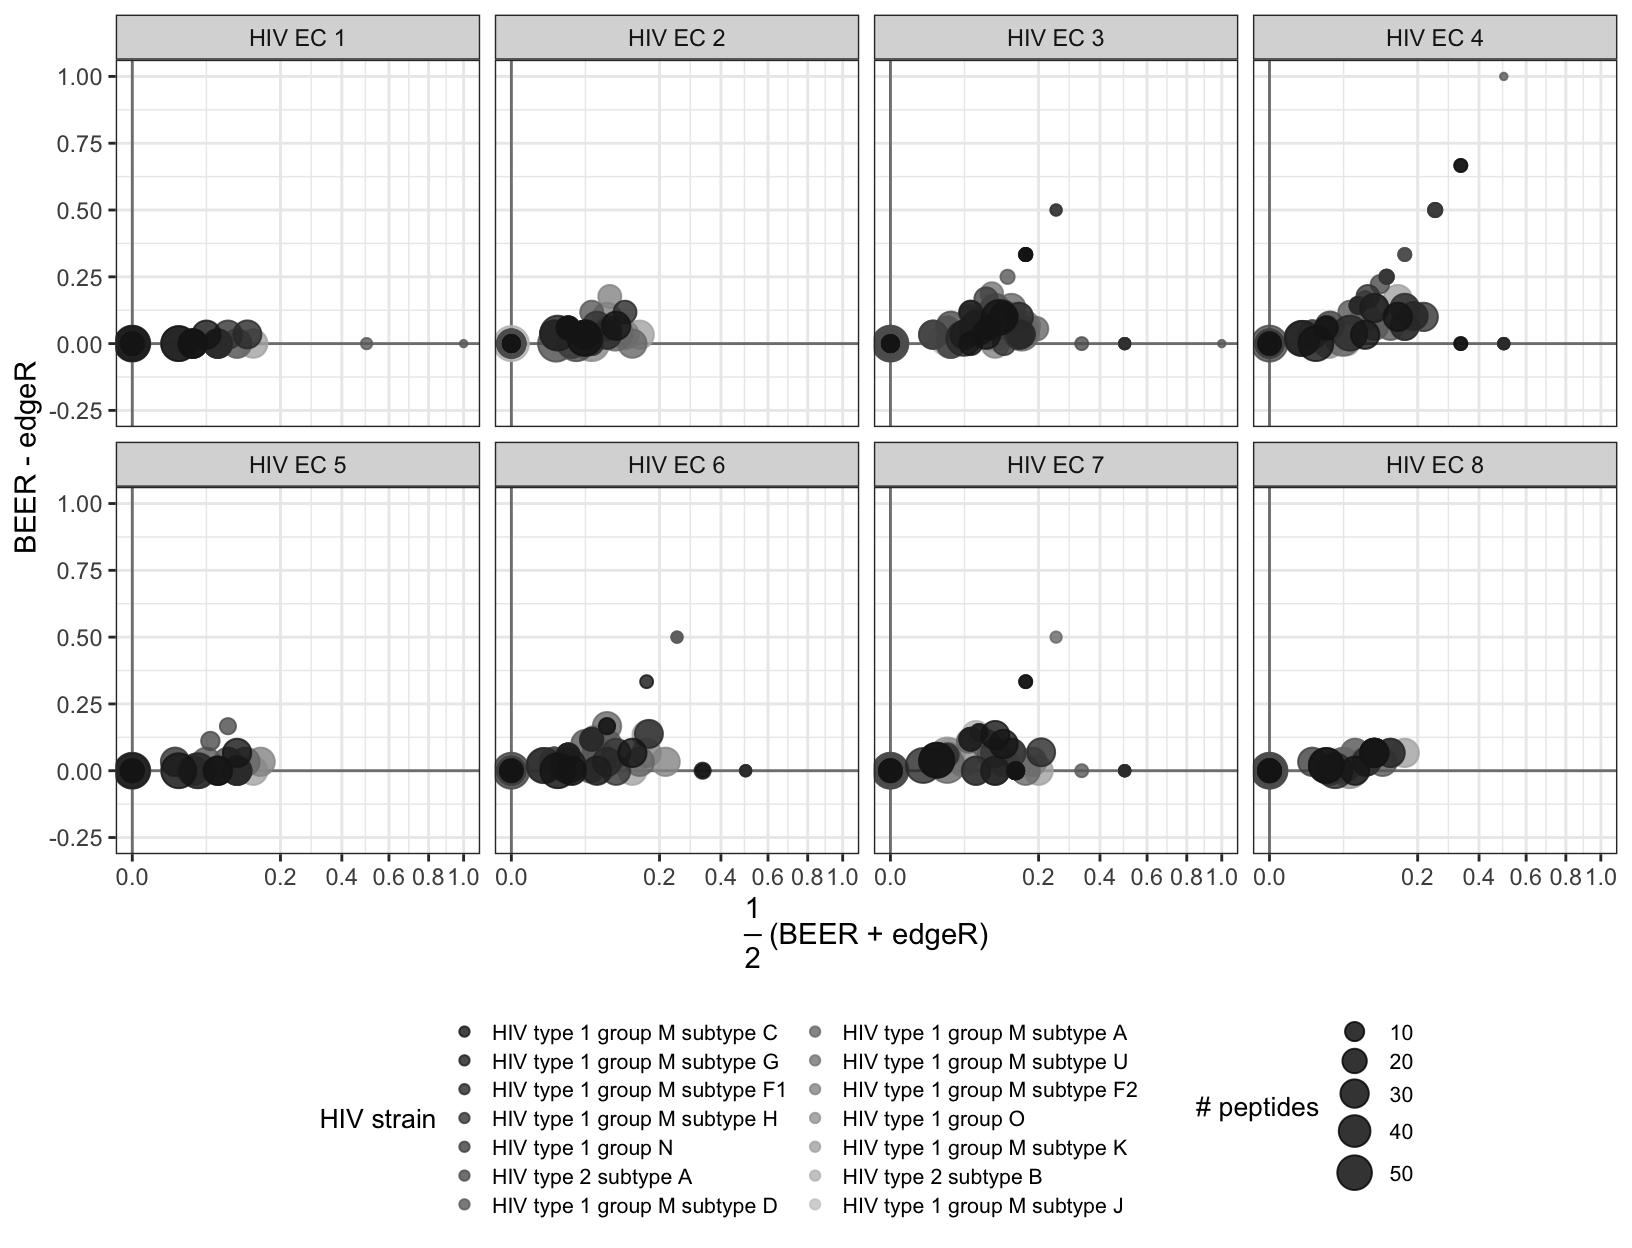 HIV EC 1 HIV EC 2 HIV EC 3 HIV EC 4
1.00
0.75
0.50
0.25
0.00
-0.25
HIV EC 5 HIV EC 6 HIV EC 7 HIV EC 8
1.00
0.75
0.50
0.25
0.00
-0.25
BEER - edgeR
0.0 0.2 0.4 0.6 0.8 1.0 0.0 0.2 0.4 0.6 0.8 1.0 0.0 0.2 0.4 0.6 0.8 1.0 0.0 0.2 0.4 0.6 0.8 1.0
1
2
(BEER + edgeR)
HIV strain
HIV type 1 group M subtype C
HIV type 1 group M subtype G
HIV type 1 group M subtype F1
HIV type 1 group M subtype H
HIV type 1 group N
HIV type 2 subtype A
HIV type 1 group M subtype D
HIV type 1 group M subtype A
HIV type 1 group M subtype U
HIV type 1 group M subtype F2
HIV type 1 group O
HIV type 1 group M subtype K
HIV type 2 subtype B
HIV type 1 group M subtype J
# peptides
10
20
30
40
50